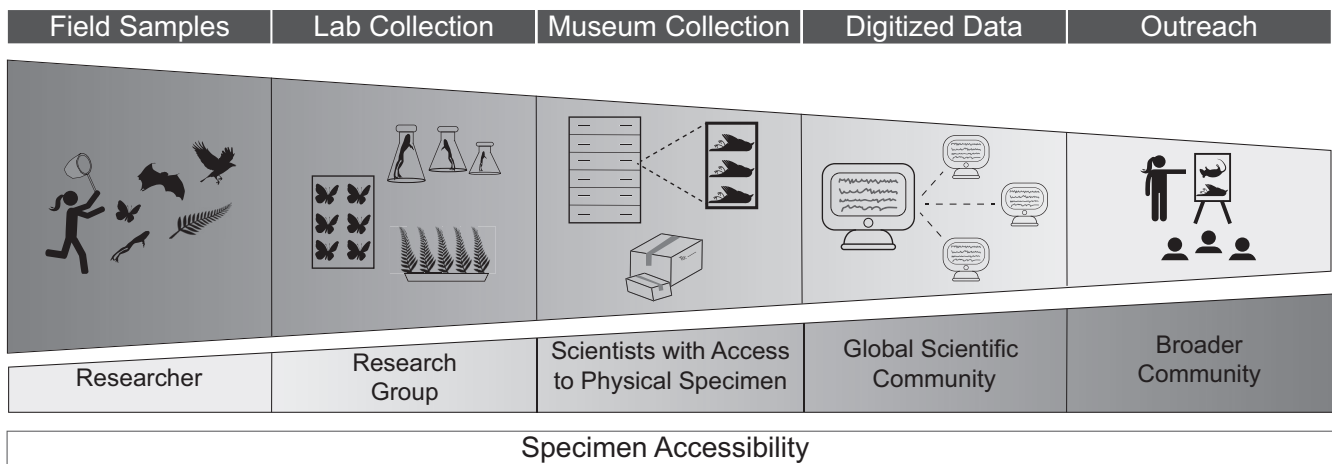 Field Samples
Lab Collection
Museum Collection
Digitized Data
Outreach
Researcher
Research
Group
Scientists with Access
to Physical Specimen
Global Scientific
Community
Broader
Community
Specimen Accessibility